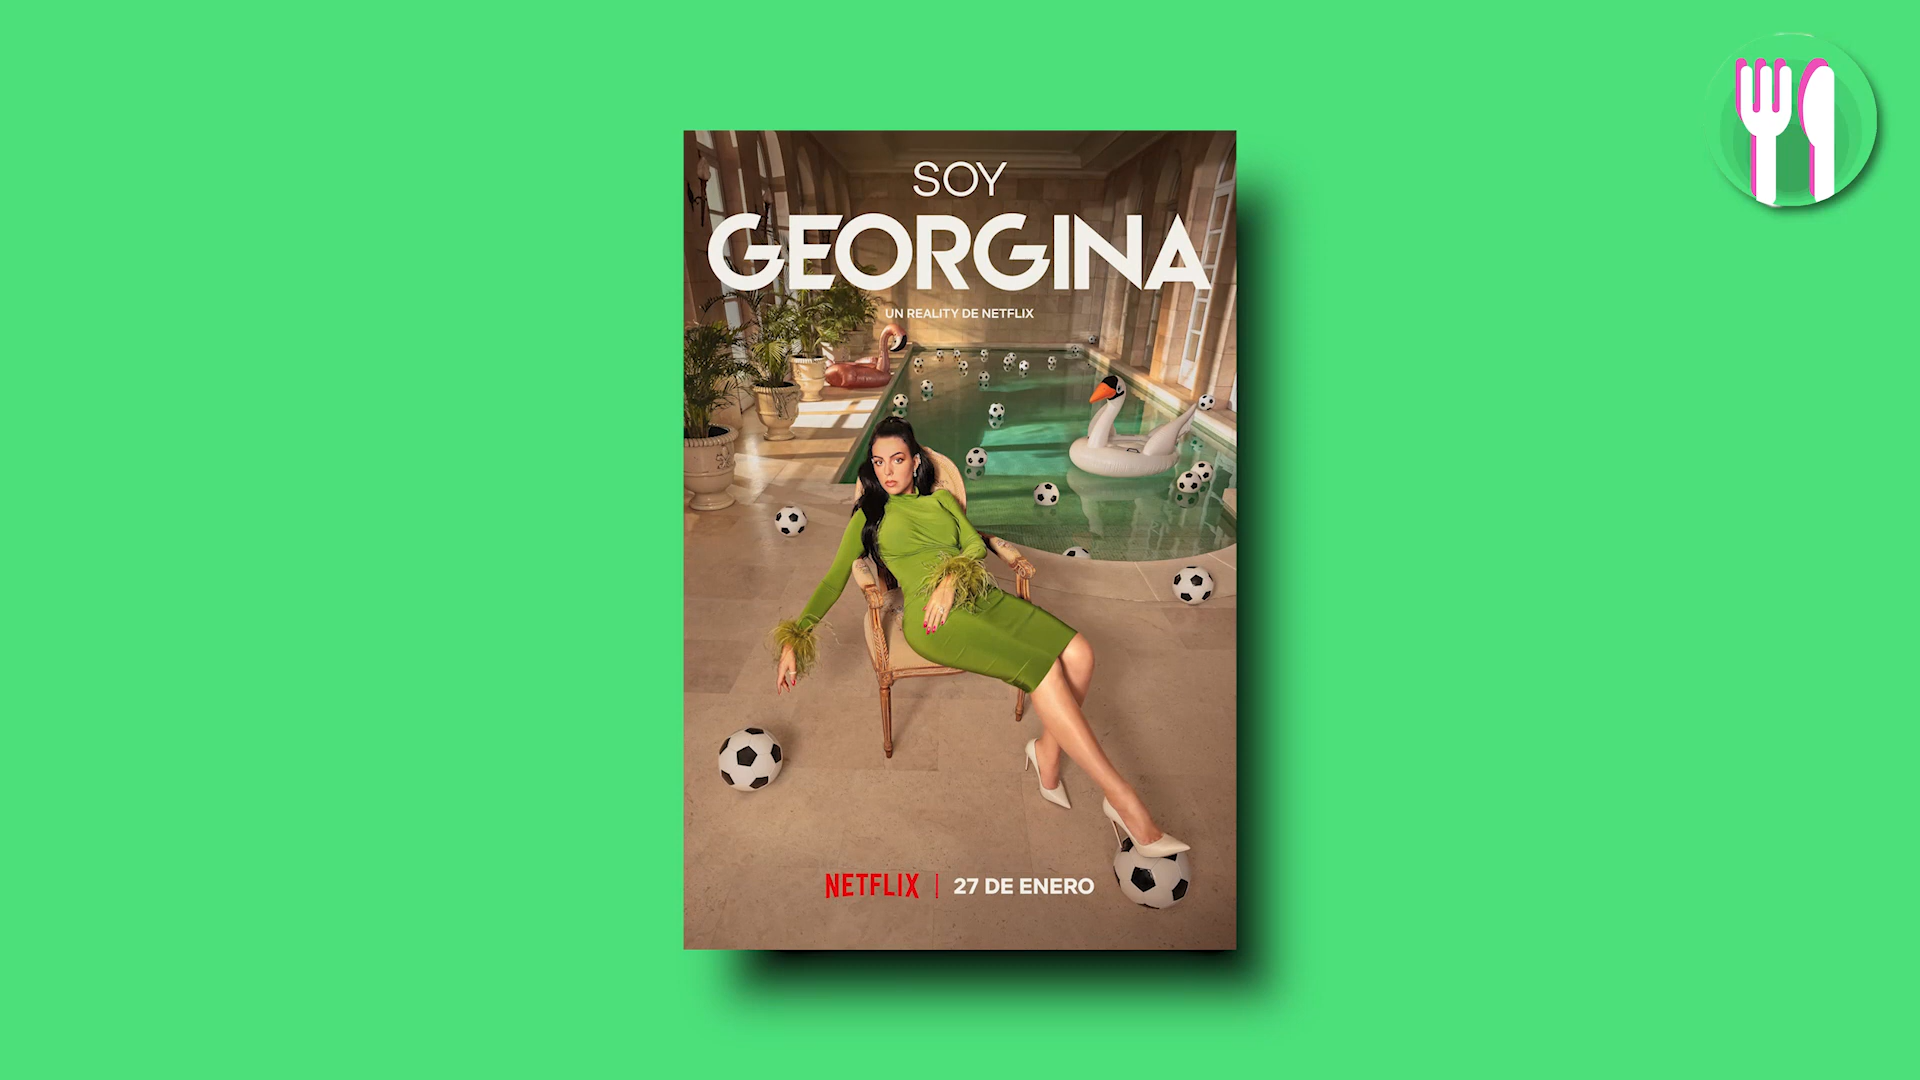 SOY
GEORGINA
UN REALITY DE NETFLIX
NETFLIX | 27 DE ENERO